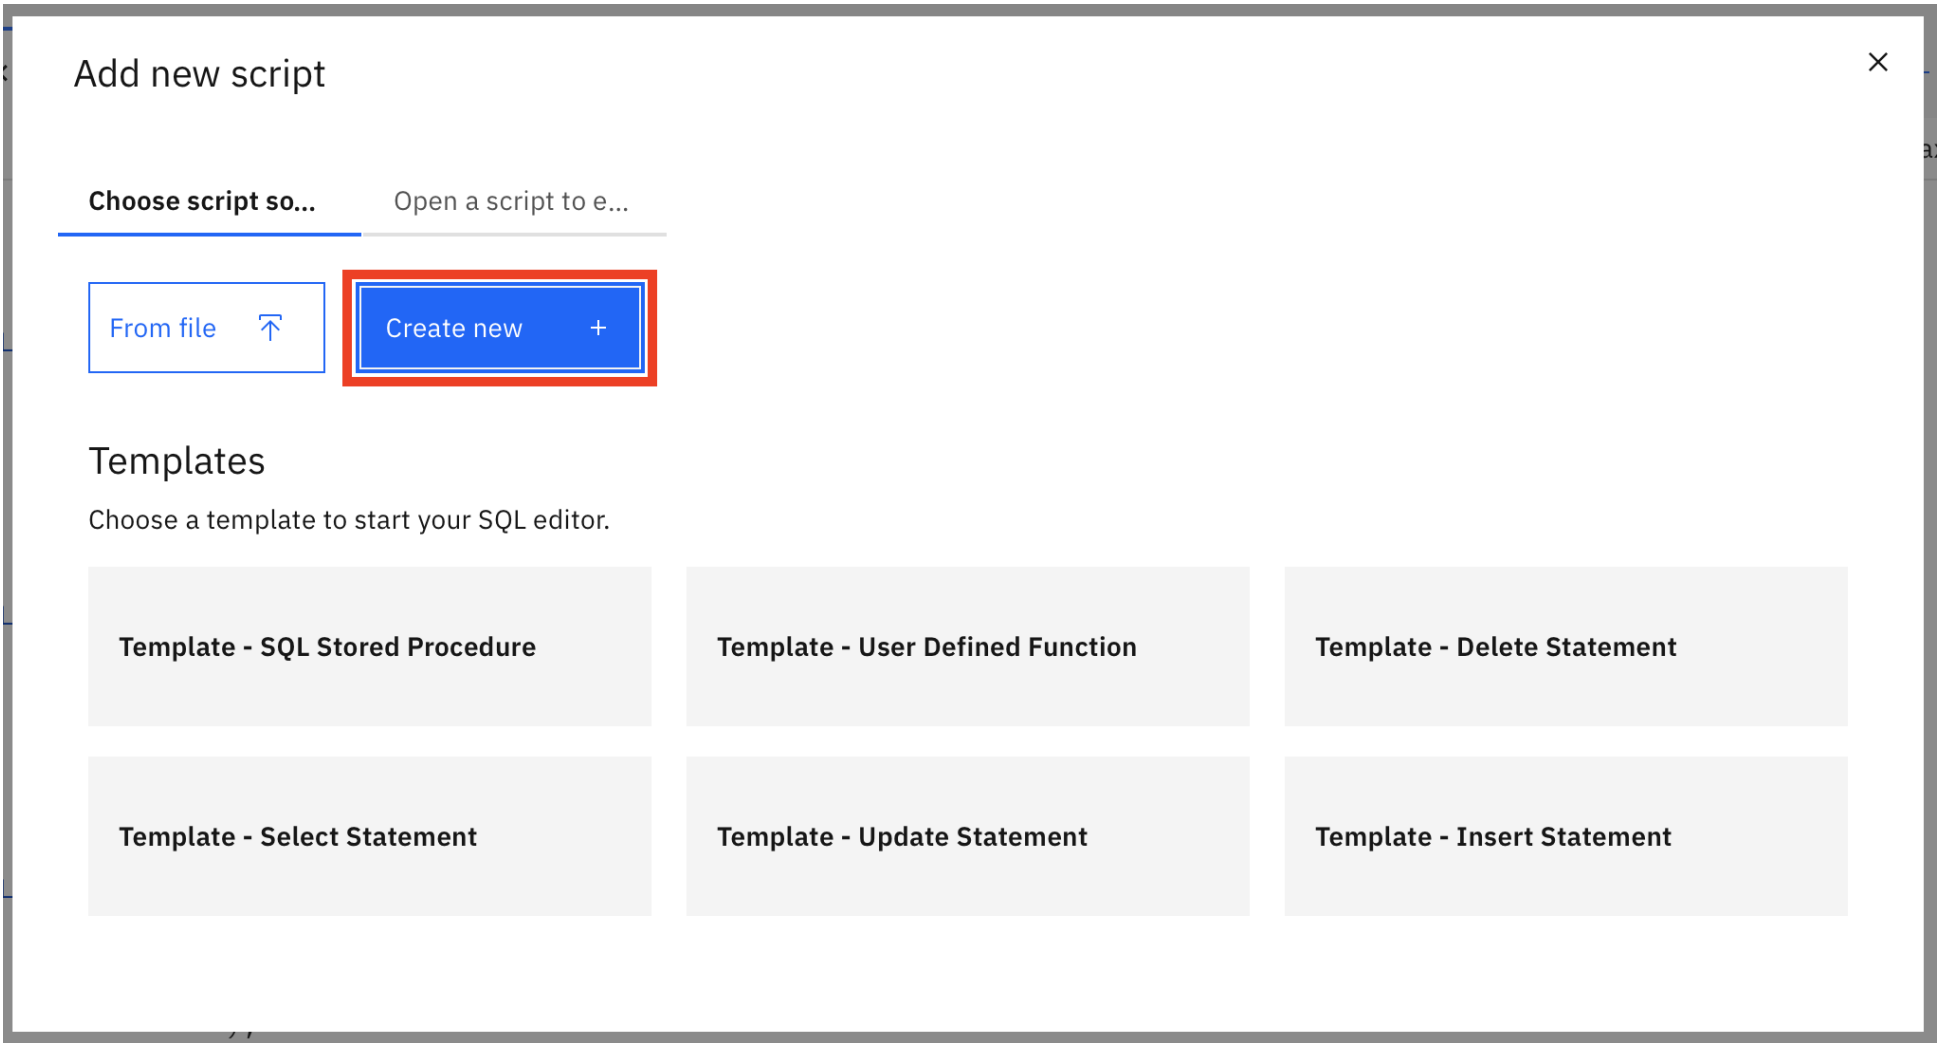 Add new script
Choose script so...
Open a script to e...
From file
Create new +
Templates
Choose a template to start your SQL editor.
Template - SQL Stored Procedure
Template - User Defined Function
Template - Delete Statement
Template - Select Statement
Template - Update Statement
Template - Insert Statement